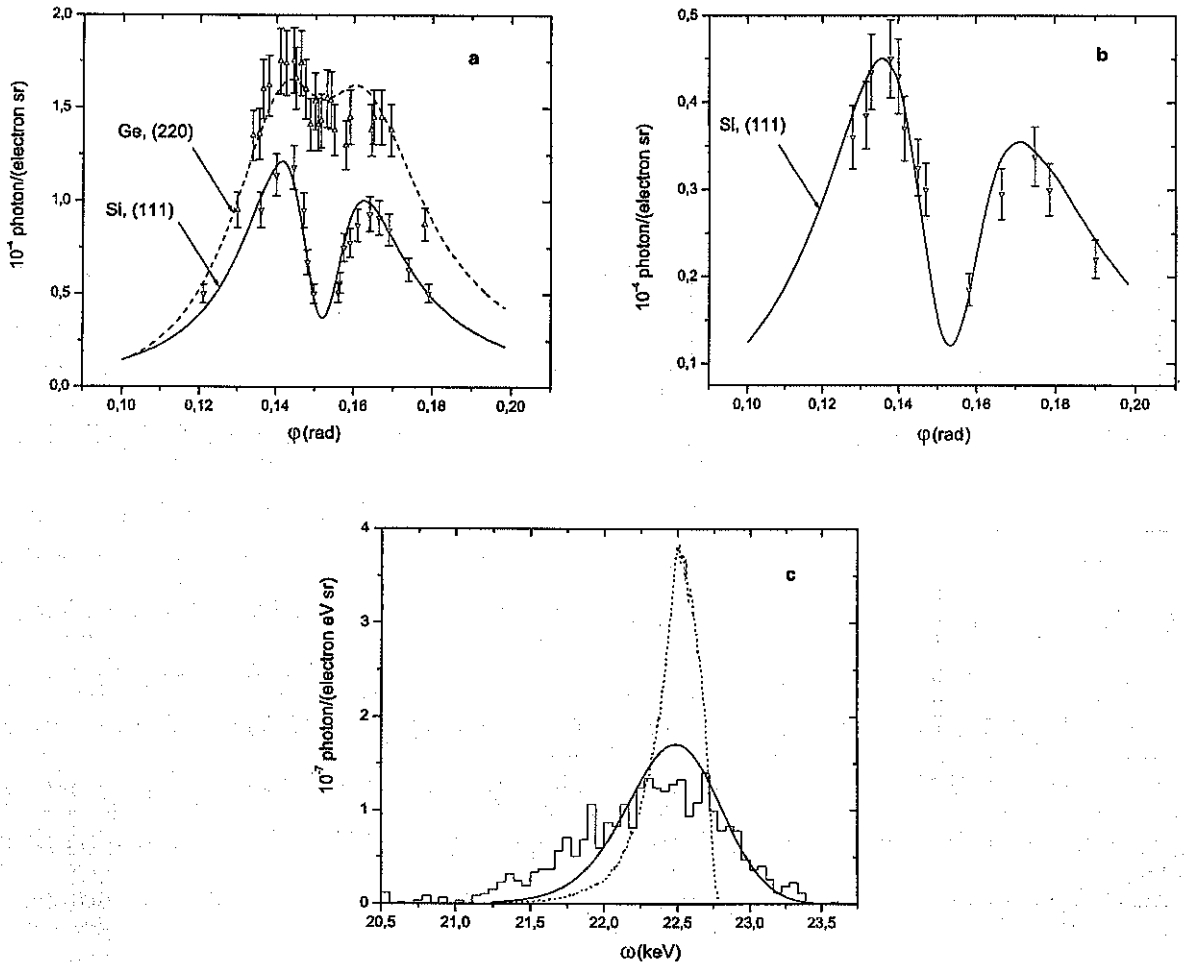 a
2,0
1,5
1,0
0,5
0,0
10⁻⁴ photon/(electron sr)
Ge, (220)
Si, (111)
0,10 0,12 0,14 0,16 0,18 0,20
φ(rad)
b
0,5
0,4
0,3
0,2
0,1
10⁻⁴ photon/(electron sr)
Si, (111)
0,10 0,12 0,14 0,16 0,18 0,20
φ(rad)
c
4
3
2
1
0
10⁻⁷ photon/(electron eV sr)
20,5 21,0 21,5 22,0 22,5 23,0 23,5
ω(keV)